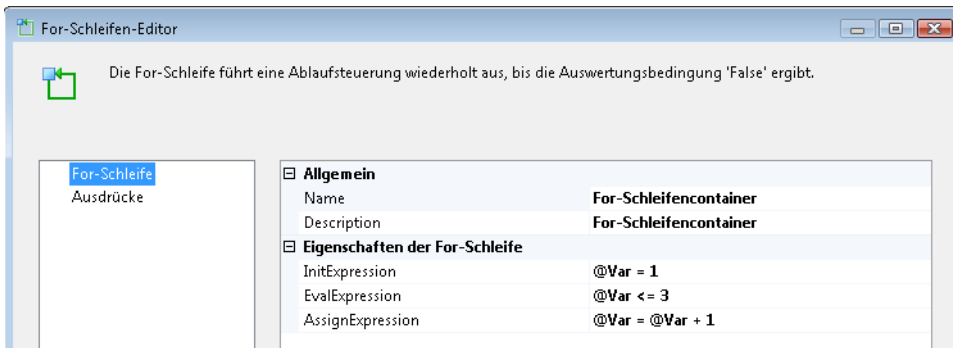 For-Schleifen-Editor
Die For-Schleife führt eine Ablaufsteuerung wiederholt aus, bis die Auswertungsbedingung 'False' ergibt.
For-Schleife
Ausdrücke
Allgemein
Name For-Schleifencontainer
Description For-Schleifencontainer
Eigenschaften der For-Schleife
InitExpression @Var = 1
EvalExpression @Var <= 3
AssignExpression @Var = @Var + 1